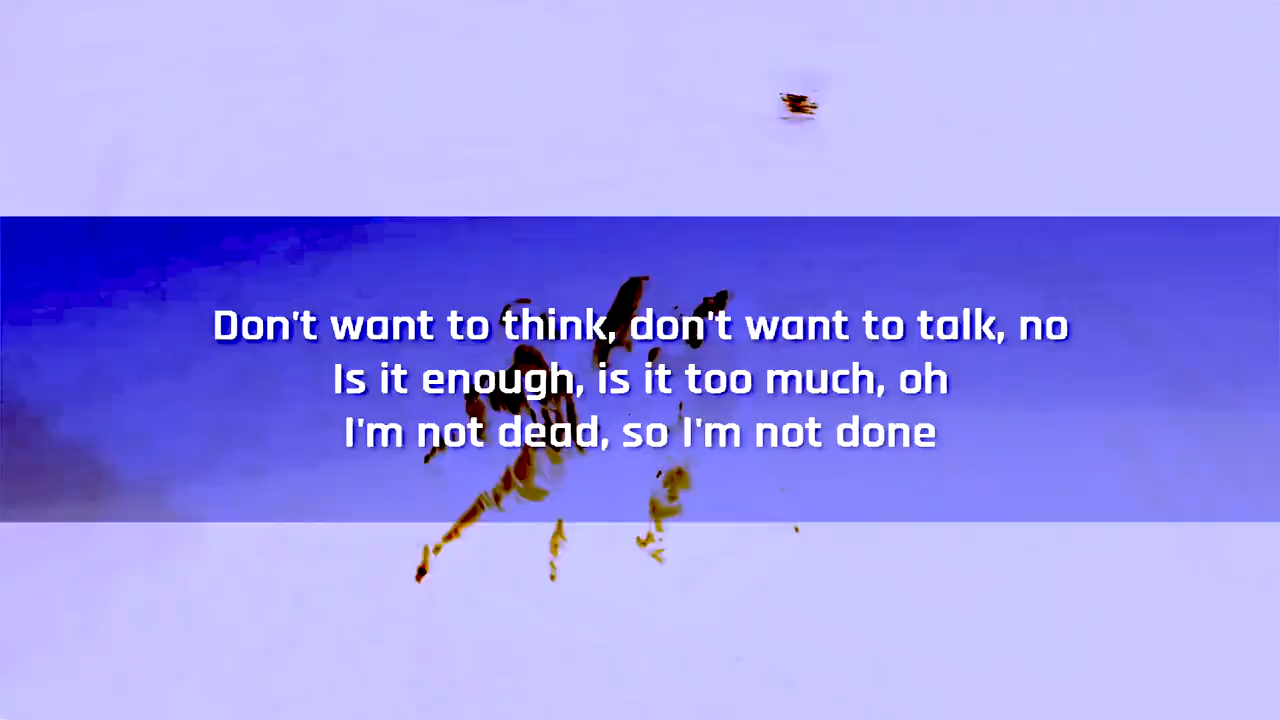 Don't want to think, don't want to talk, no
Is it enough, is it too much, oh
I'm not dead, so I'm not done